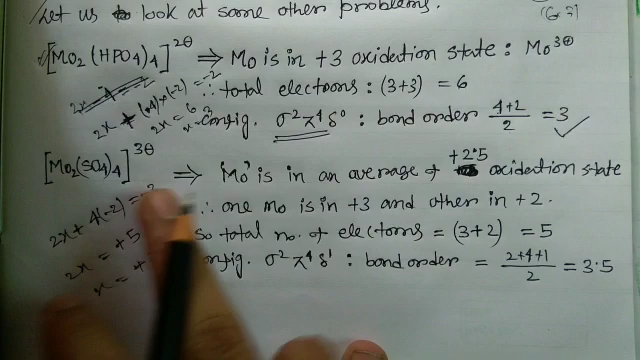 Let us look at some other problems.
[Mo2(HPO4)4]2⊖ ⇒ Mo is in +3 oxidation state : Mo3⊕
∴ total electrons : (3+3) = 6
2x + (4)×(-2) = -2
2x = 6
x = 3
config. σ2π4δ0 : bond order 4+2/2 = 3 ✓
[Mo2(SO4)4]3⊖ ⇒ Mo is in an average of +2.5 oxidation state
2x + 4(-2) = -3
∴ one Mo is in +3 and others in +2.
2x = +5
so total no. of electrons = (3+2) = 5
x = +
config. σ2π4δ1 : bond order = 2+4+1/2 = 3.5